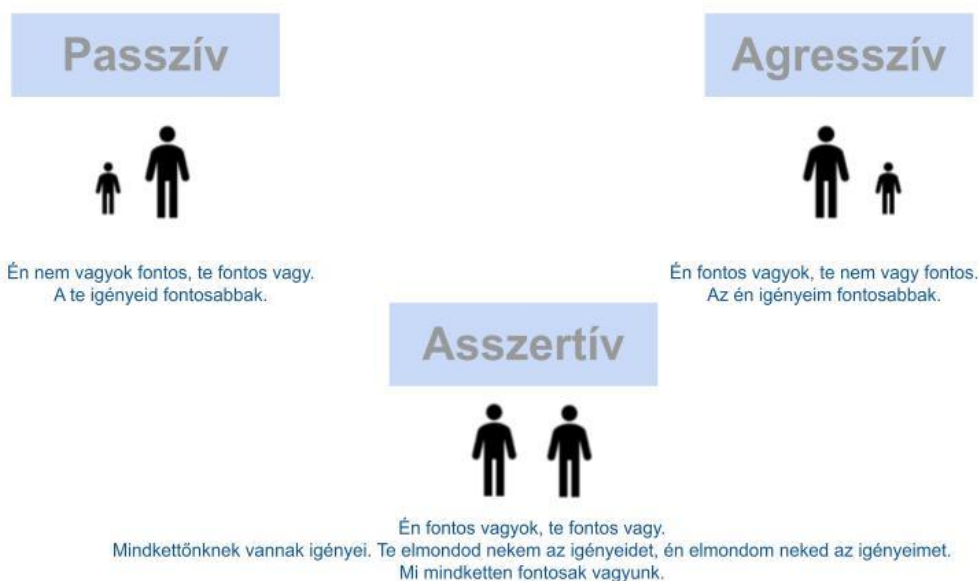 Passzív
Én nem vagyok fontos, te fontos vagy.
A te igényeid fontosabbak.
Agresszív
Én fontos vagyok, te nem vagy fontos.
Az én igényeim fontosabbak.
Asszertív
Én fontos vagyok, te fontos vagy.
Mindkettőnknek vannak igényei. Te elmondod nekem az igényeidet, én elmondom neked az igényeimet.
Mi mindketten fontosak vagyunk.